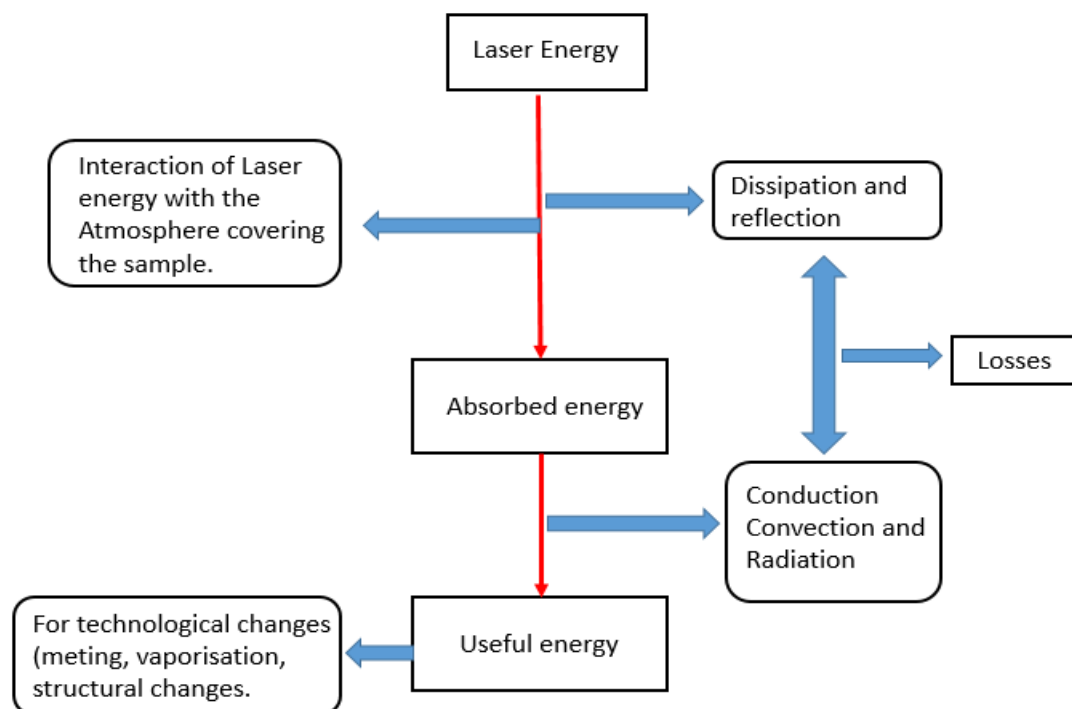 Laser Energy
Interaction of Laser
energy with the
Atmosphere covering
the sample.
Dissipation and
reflection
Losses
Absorbed energy
Conduction
Convection and
Radiation
For technological changes
(meting, vaporisation,
structural changes.
Useful energy